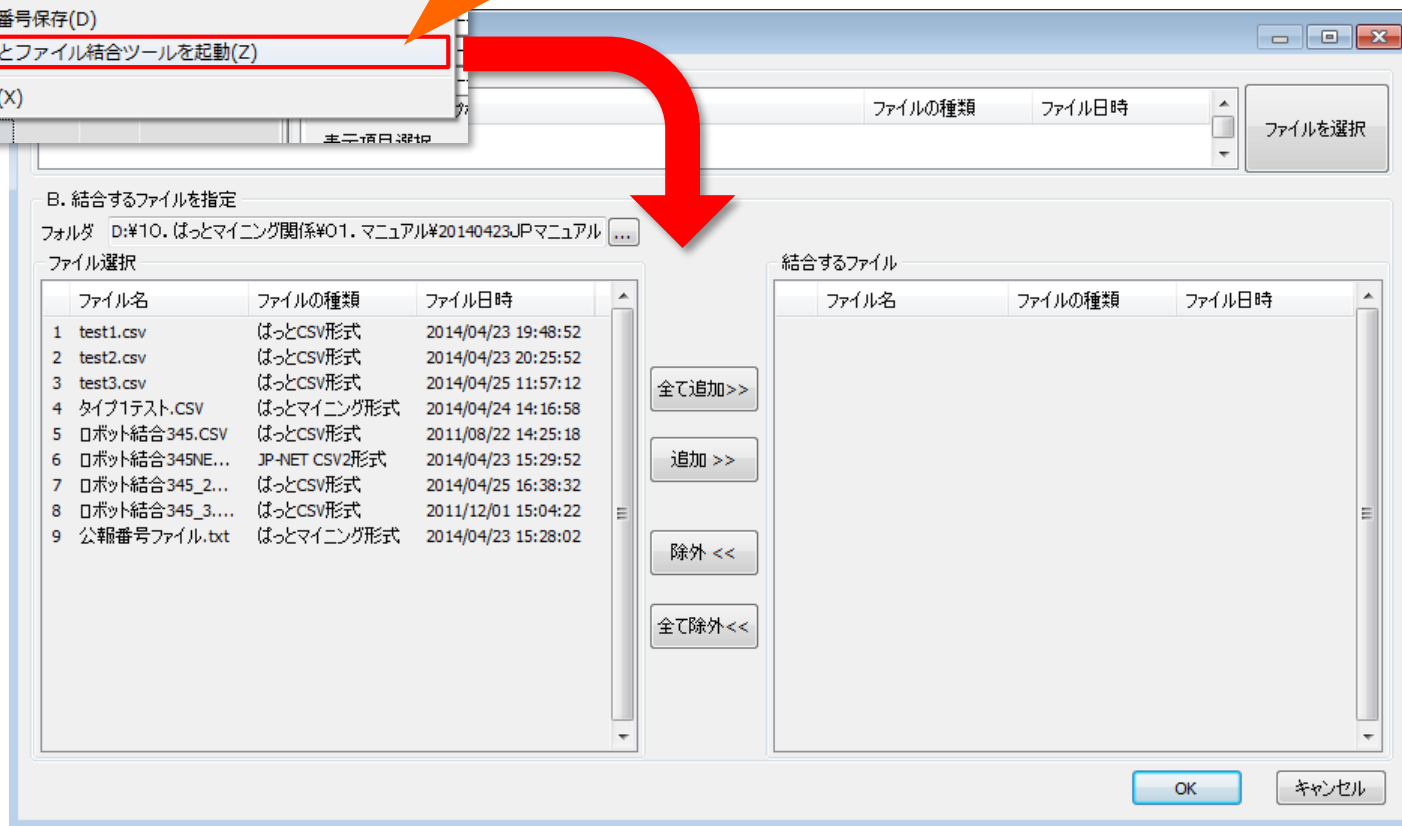 番号保存(D)
とファイル結合ツールを起動(Z)
(X)
表示項目選択
ファイルの種類 ファイル日時
ファイルを選択
B. 結合するファイルを指定
フォルダ D:¥10. ぱっとマイニング関係¥01. マニュアル¥20140423JPマニュアル ...
ファイル選択
結合するファイル
ファイル名 ファイルの種類 ファイル日時
ファイル名 ファイルの種類 ファイル日時
1 test1.csv ぱっとCSV形式 2014/04/23 19:48:52
2 test2.csv ぱっとCSV形式 2014/04/23 20:25:52
3 test3.csv ぱっとCSV形式 2014/04/25 11:57:12
4 タイプ1テスト.CSV ぱっとマイニング形式 2014/04/24 14:16:58
5 ロボット結合345.CSV ぱっとCSV形式 2011/08/22 14:25:18
6 ロボット結合345NE... JP-NET CSV2形式 2014/04/23 15:29:52
7 ロボット結合345_2... ぱっとCSV形式 2014/04/25 16:38:32
8 ロボット結合345_3.... ぱっとCSV形式 2011/12/01 15:04:22
9 公報番号ファイル.txt ぱっとマイニング形式 2014/04/23 15:28:02
全て追加>>
追加 >>
除外 <<
全て除外<<
OK
キャンセル